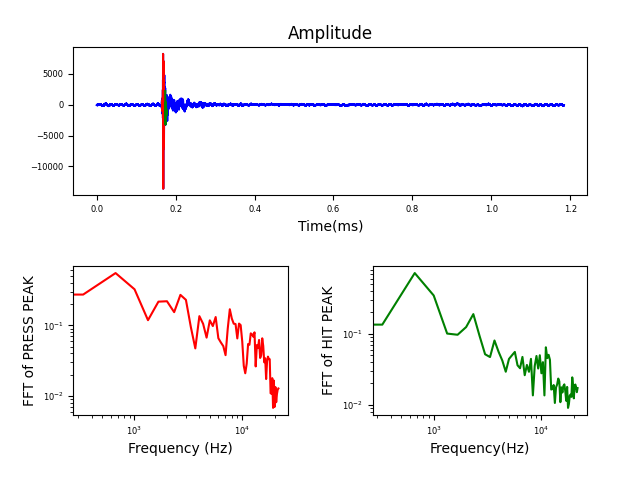 Amplitude
5000
0
−5000
−10000
0.0 0.2 0.4 0.6 0.8 1.0 1.2
Time(ms)
FFT of PRESS PEAK
10⁻¹
10⁻²
10³ 10⁴
Frequency (Hz)
FFT of HIT PEAK
10⁻¹
10⁻²
10³ 10⁴
Frequency(Hz)